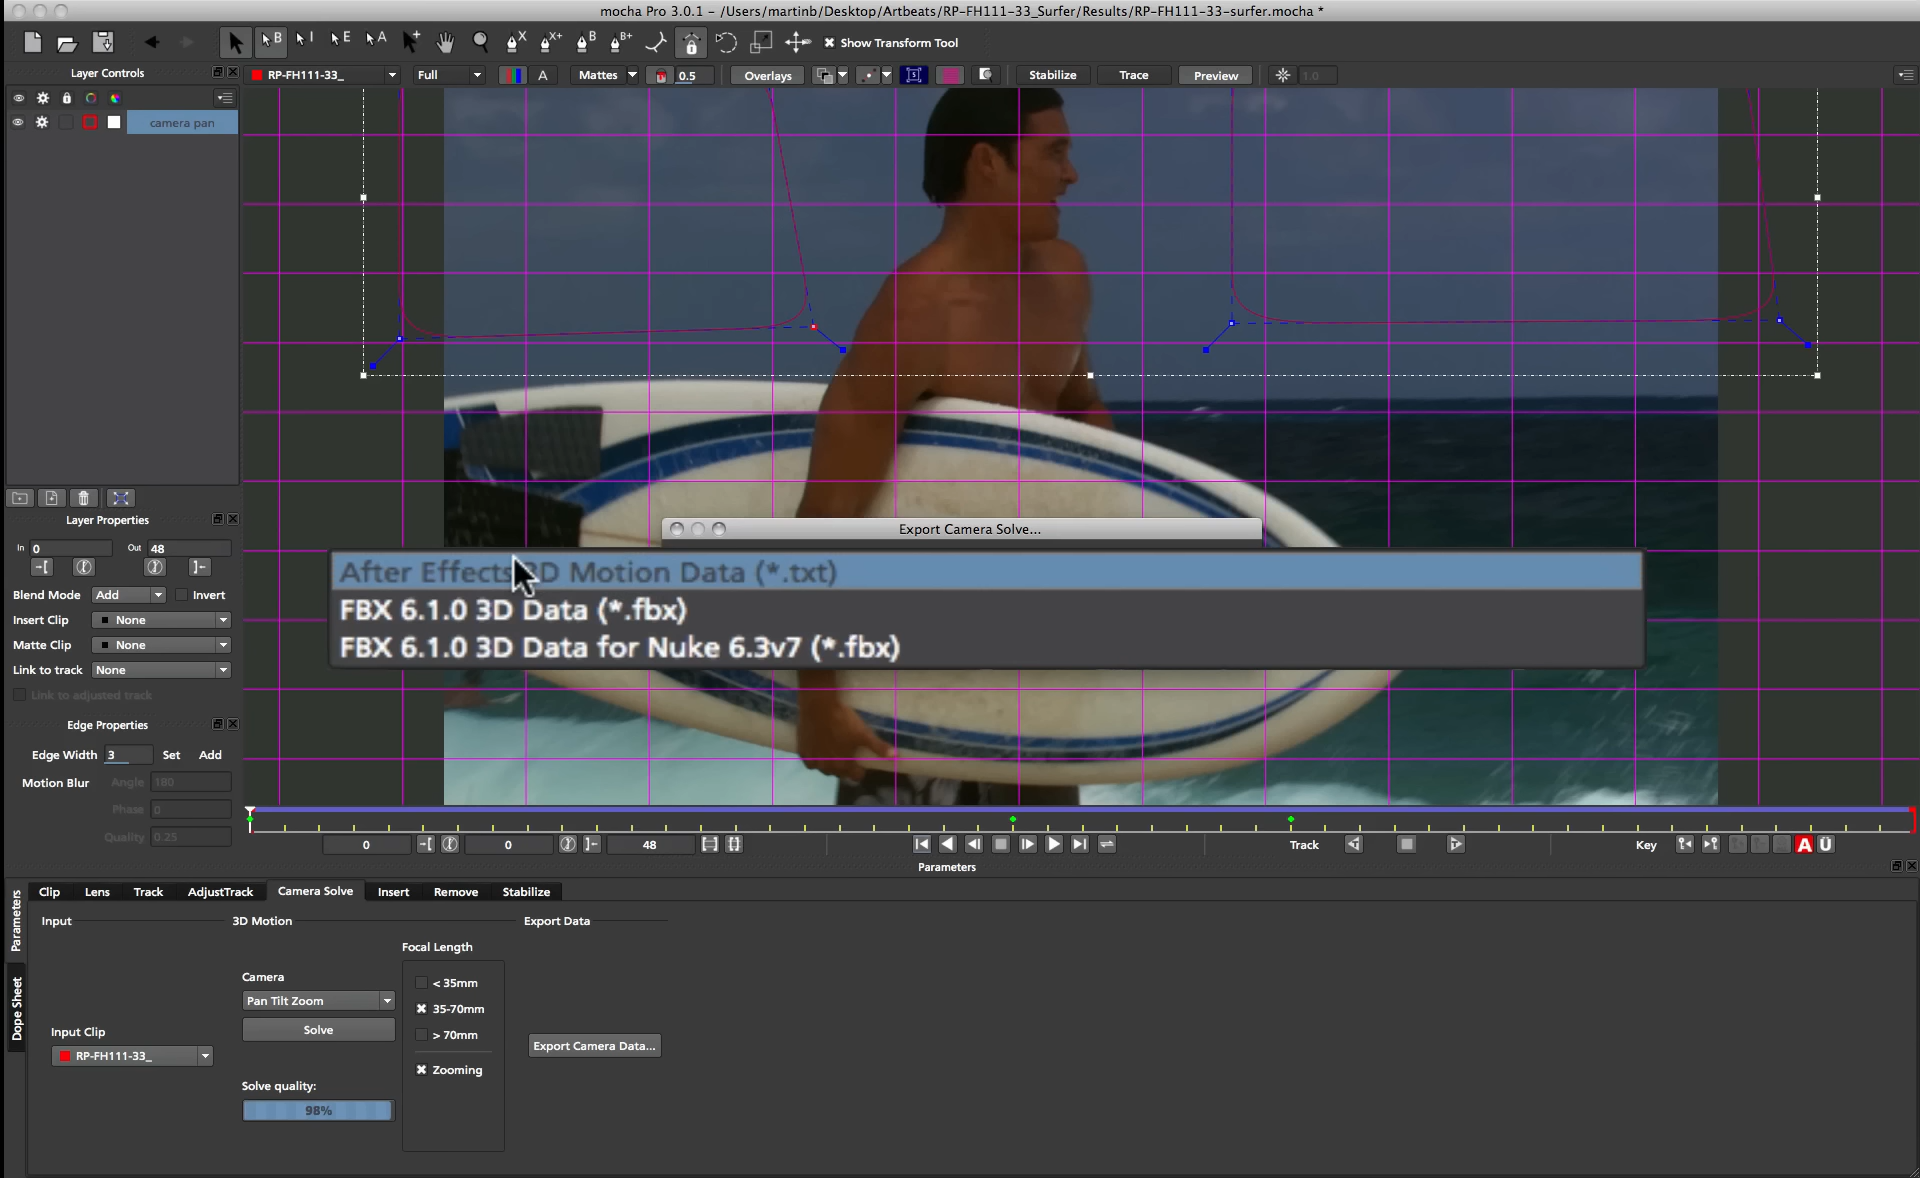 mocha Pro 3.0.1 - /Users/martinb/Desktop/Artbeats/RP-FH111-33_Surfer/Results/RP-FH111-33-surfer.mocha *
B I E A X X+ B B+ Show Transform Tool
Layer Controls
RP-FH111-33_ Full A Mattes 0.5 Overlays Stabilize Trace Preview 1.0
camera pan
Layer Properties
In 0 Out 48
Blend Mode Add Invert
Insert Clip None
Matte Clip None
Link to track None
Link to adjusted track
Edge Properties
Edge Width 3 Set Add
Motion Blur Angle 180
Phase 0
Quality 0.25
Export Camera Solve...
After Effects 3D Motion Data (*.txt)
FBX 6.1.0 3D Data (*.fbx)
FBX 6.1.0 3D Data for Nuke 6.3v7 (*.fbx)
0 0 48 Track Key A Ü
Parameters
Parameters
Dope Sheet
Clip Lens Track AdjustTrack Camera Solve Insert Remove Stabilize
Input 3D Motion Export Data
Focal Length
Camera
Pan Tilt Zoom
Solve
< 35mm
35-70mm
> 70mm
Zooming
Input Clip
RP-FH111-33_
Solve quality:
98%
Export Camera Data...